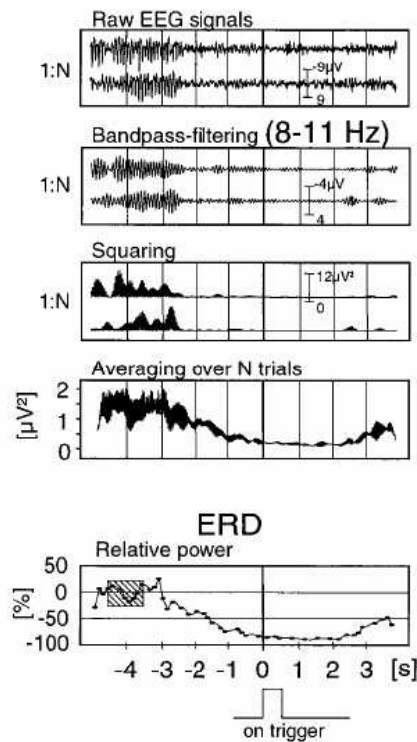 Raw EEG signals
1:N
-9µV
9
Bandpass-filtering (8-11 Hz)
1:N
-4µV
4
Squaring
1:N
12µV²
0
Averaging over N trials
[µV²]
2
1
0
ERD
Relative power
[%]
50
0
-50
-100
-4 -3 -2 -1 0 1 2 3 [s]
on trigger